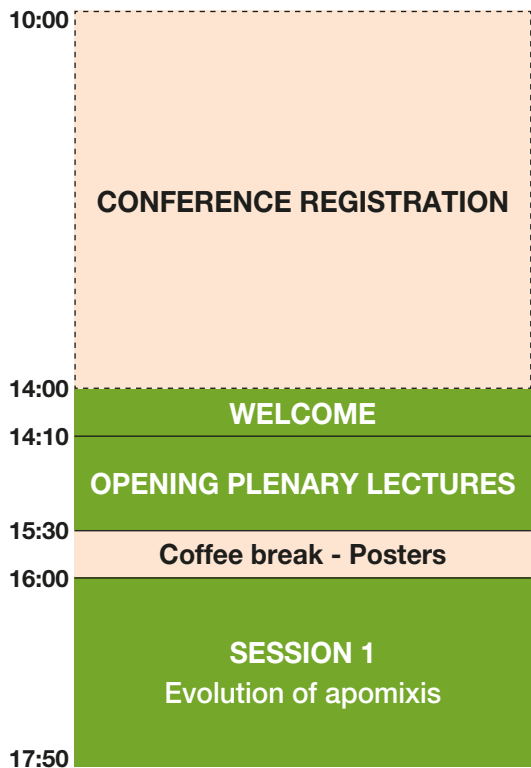 10:00
CONFERENCE REGISTRATION
14:00
WELCOME
14:10
OPENING PLENARY LECTURES
15:30
Coffee break - Posters
16:00
SESSION 1
Evolution of apomixis
17:50